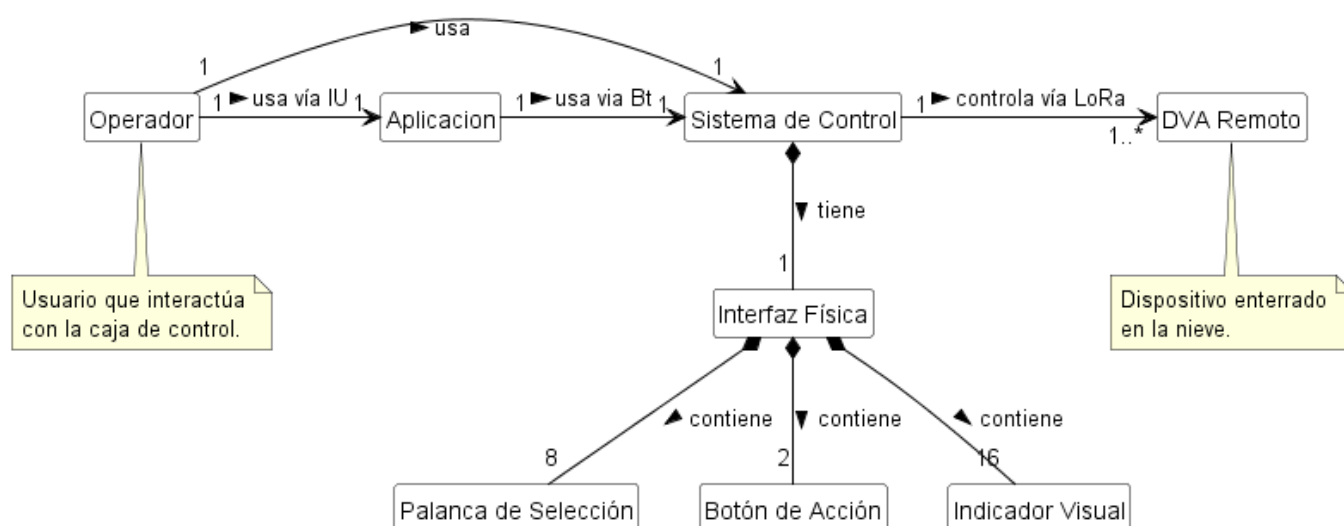 usa
1
1
1
usa vía IU
1
1
usa via Bt
1
1
controla vía LoRa
1..*
Operador
Aplicacion
Sistema de Control
DVA Remoto
tiene
1
Usuario que interactúa
con la caja de control.
Dispositivo enterrado
en la nieve.
Interfaz Física
contiene
contiene
contiene
8
2
16
Palanca de Selección
Botón de Acción
Indicador Visual